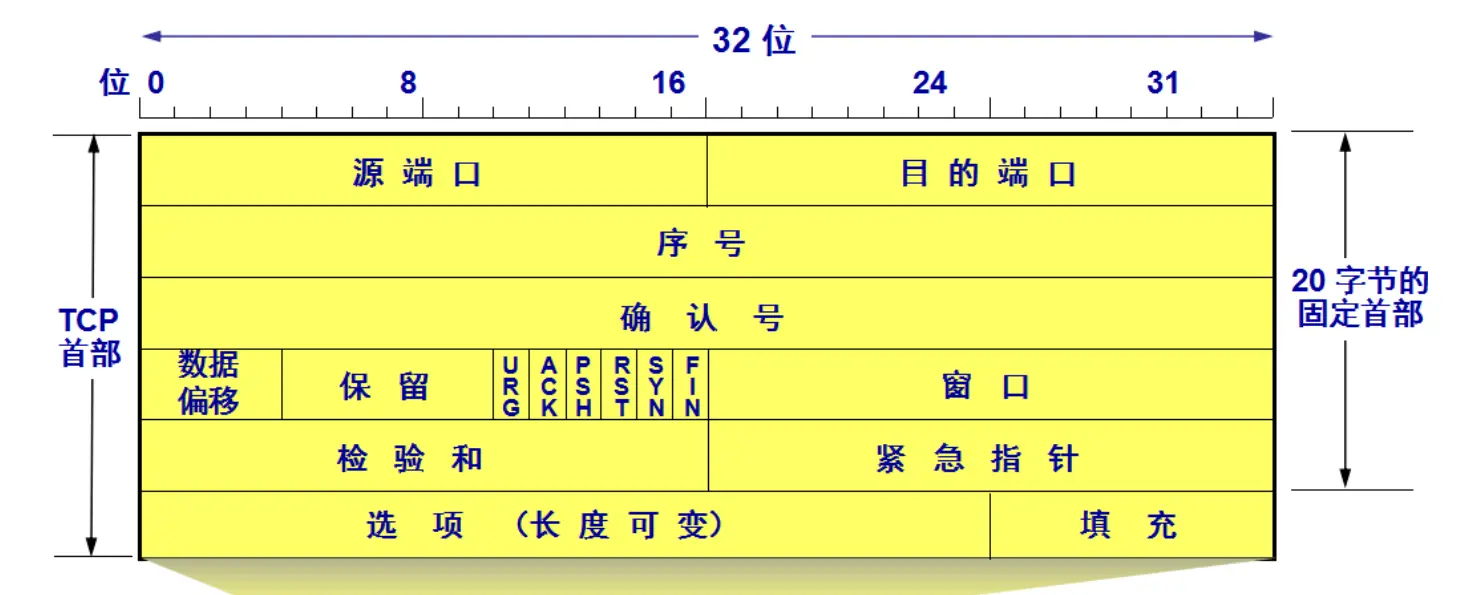 32 位
位 0 8 16 24 31
源 端 口
目 的 端 口
序 号
确 认 号
TCP
首部
20 字节的
固定首部
数据
偏移
保 留
URG
ACK
PSH
RST
SYN
FIN
窗 口
检 验 和
紧 急 指 针
选 项 （长 度 可 变）
填 充